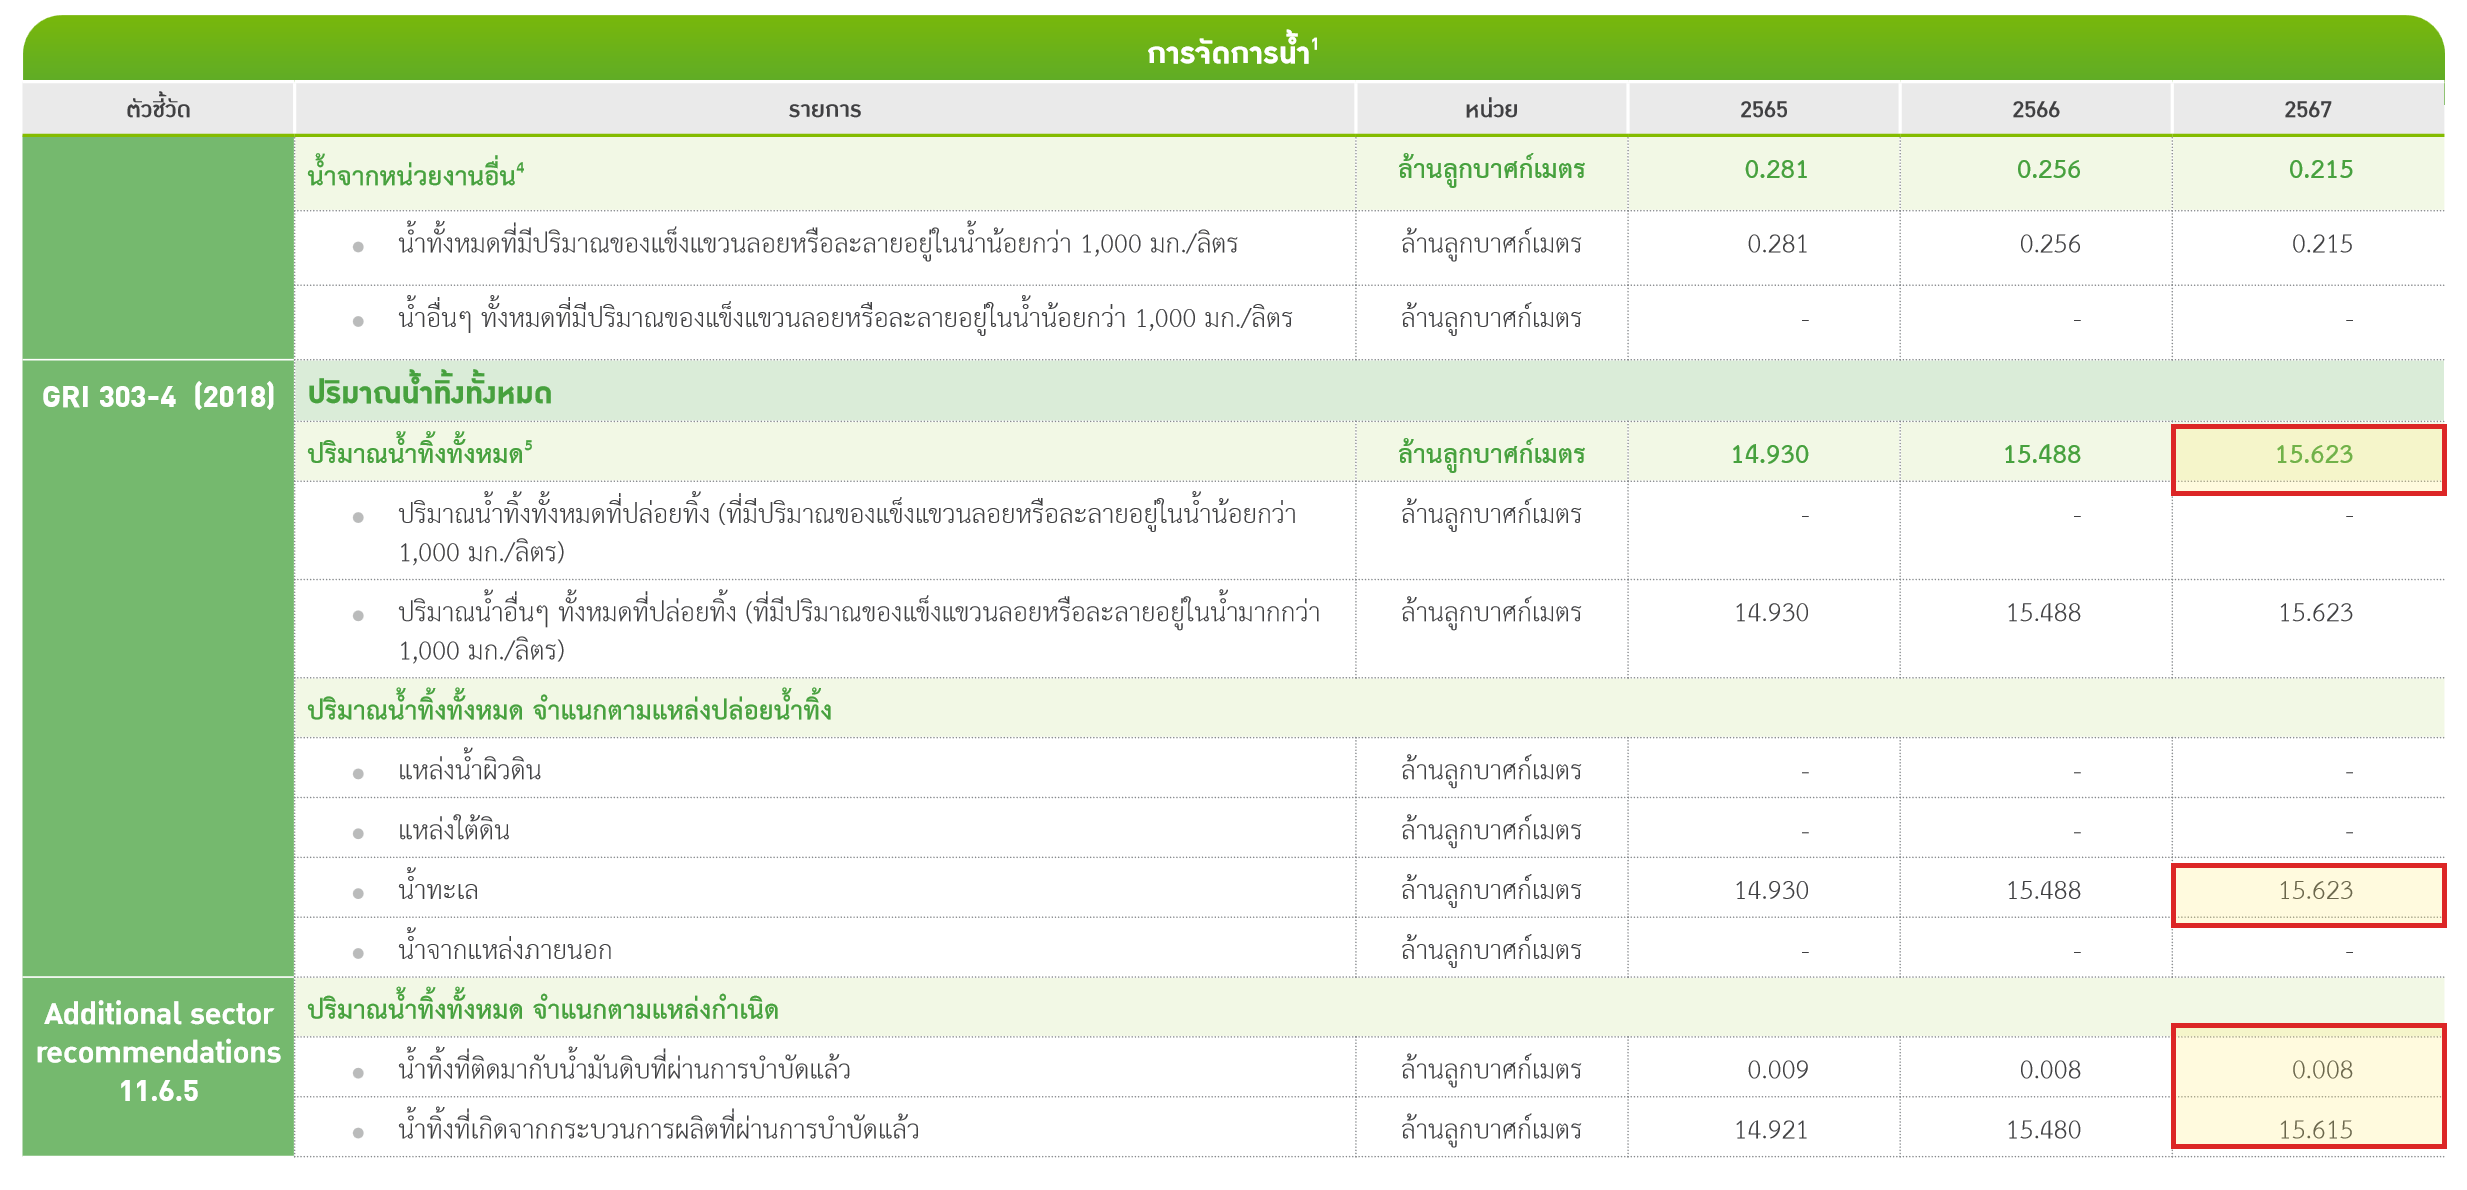 การจัดการน้ำ¹
ตัวชี้วัด รายการ หน่วย 2565 2566 2567
น้ำจากหน่วยงานอื่น⁴ ล้านลูกบาศก์เมตร 0.281 0.256 0.215
• น้ำทั้งหมดที่มีปริมาณของแข็งแขวนลอยหรือละลายอยู่ในน้ำน้อยกว่า 1,000 มก./ลิตร ล้านลูกบาศก์เมตร 0.281 0.256 0.215
• น้ำอื่นๆ ทั้งหมดที่มีปริมาณของแข็งแขวนลอยหรือละลายอยู่ในน้ำน้อยกว่า 1,000 มก./ลิตร ล้านลูกบาศก์เมตร - - -
GRI 303-4 (2018) ปริมาณน้ำทิ้งทั้งหมด
ปริมาณน้ำทิ้งทั้งหมด⁵ ล้านลูกบาศก์เมตร 14.930 15.488 15.623
• ปริมาณน้ำทิ้งทั้งหมดที่ปล่อยทิ้ง (ที่มีปริมาณของแข็งแขวนลอยหรือละลายอยู่ในน้ำน้อยกว่า ล้านลูกบาศก์เมตร - - -
1,000 มก./ลิตร)
• ปริมาณน้ำอื่นๆ ทั้งหมดที่ปล่อยทิ้ง (ที่มีปริมาณของแข็งแขวนลอยหรือละลายอยู่ในน้ำมากกว่า ล้านลูกบาศก์เมตร 14.930 15.488 15.623
1,000 มก./ลิตร)
ปริมาณน้ำทิ้งทั้งหมด จำแนกตามแหล่งปล่อยน้ำทิ้ง
• แหล่งน้ำผิวดิน ล้านลูกบาศก์เมตร - - -
• แหล่งใต้ดิน ล้านลูกบาศก์เมตร - - -
• น้ำทะเล ล้านลูกบาศก์เมตร 14.930 15.488 15.623
• น้ำจากแหล่งภายนอก ล้านลูกบาศก์เมตร - - -
Additional sector ปริมาณน้ำทิ้งทั้งหมด จำแนกตามแหล่งกำเนิด
recommendations • น้ำทิ้งที่ติดมากับน้ำมันดิบที่ผ่านการบำบัดแล้ว ล้านลูกบาศก์เมตร 0.009 0.008 0.008
11.6.5 • น้ำทิ้งที่เกิดจากกระบวนการผลิตที่ผ่านการบำบัดแล้ว ล้านลูกบาศก์เมตร 14.921 15.480 15.615